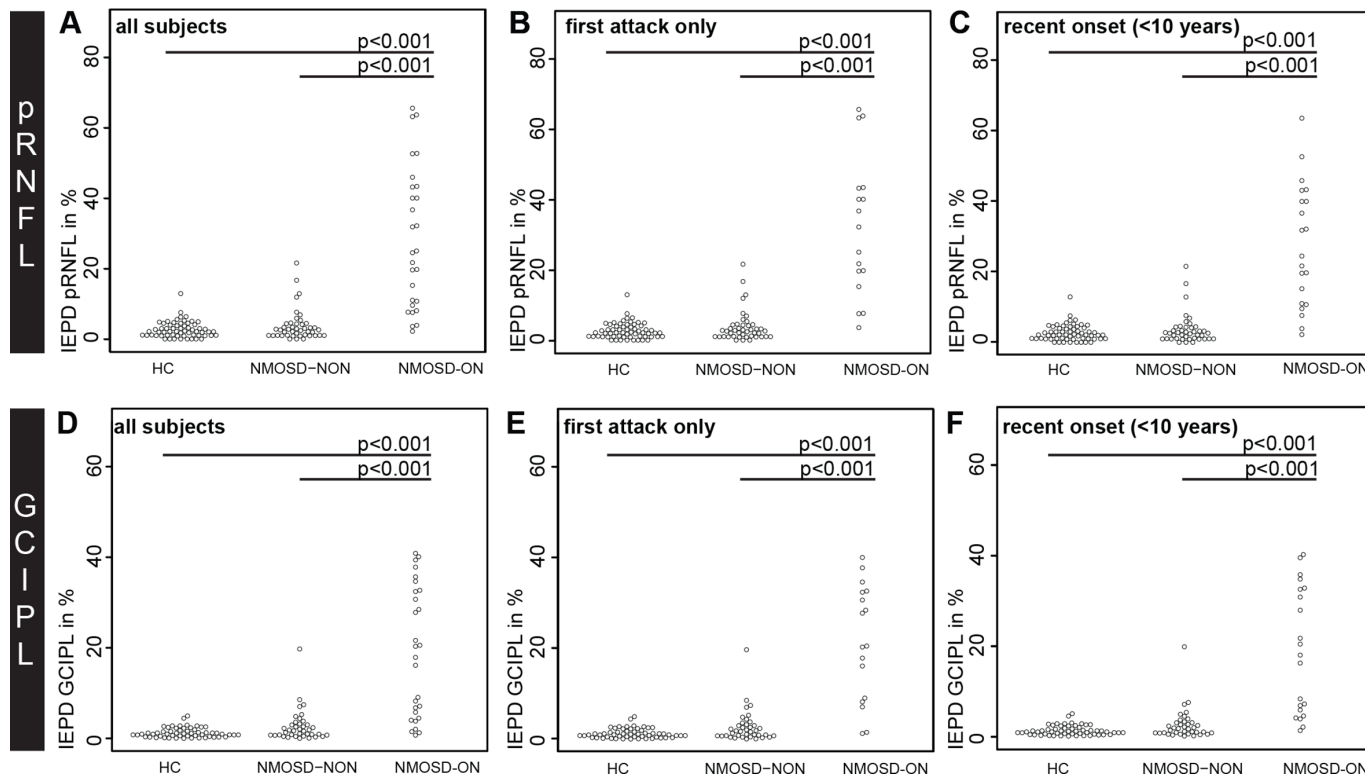 pRNFL
A
all subjects
p<0.001
p<0.001
IEPD pRNFL in %
80
60
40
20
0
HC
NMOSD−NON
NMOSD-ON
B
first attack only
p<0.001
p<0.001
IEPD pRNFL in %
80
60
40
20
0
HC
NMOSD−NON
NMOSD-ON
C
recent onset (<10 years)
p<0.001
p<0.001
IEPD pRNFL in %
80
60
40
20
0
HC
NMOSD−NON
NMOSD-ON
GCIPL
D
all subjects
p<0.001
p<0.001
IEPD GCIPL in %
60
40
20
0
HC
NMOSD−NON
NMOSD-ON
E
first attack only
p<0.001
p<0.001
IEPD GCIPL in %
60
40
20
0
HC
NMOSD−NON
NMOSD-ON
F
recent onset (<10 years)
p<0.001
p<0.001
IEPD GCIPL in %
60
40
20
0
HC
NMOSD−NON
NMOSD-ON